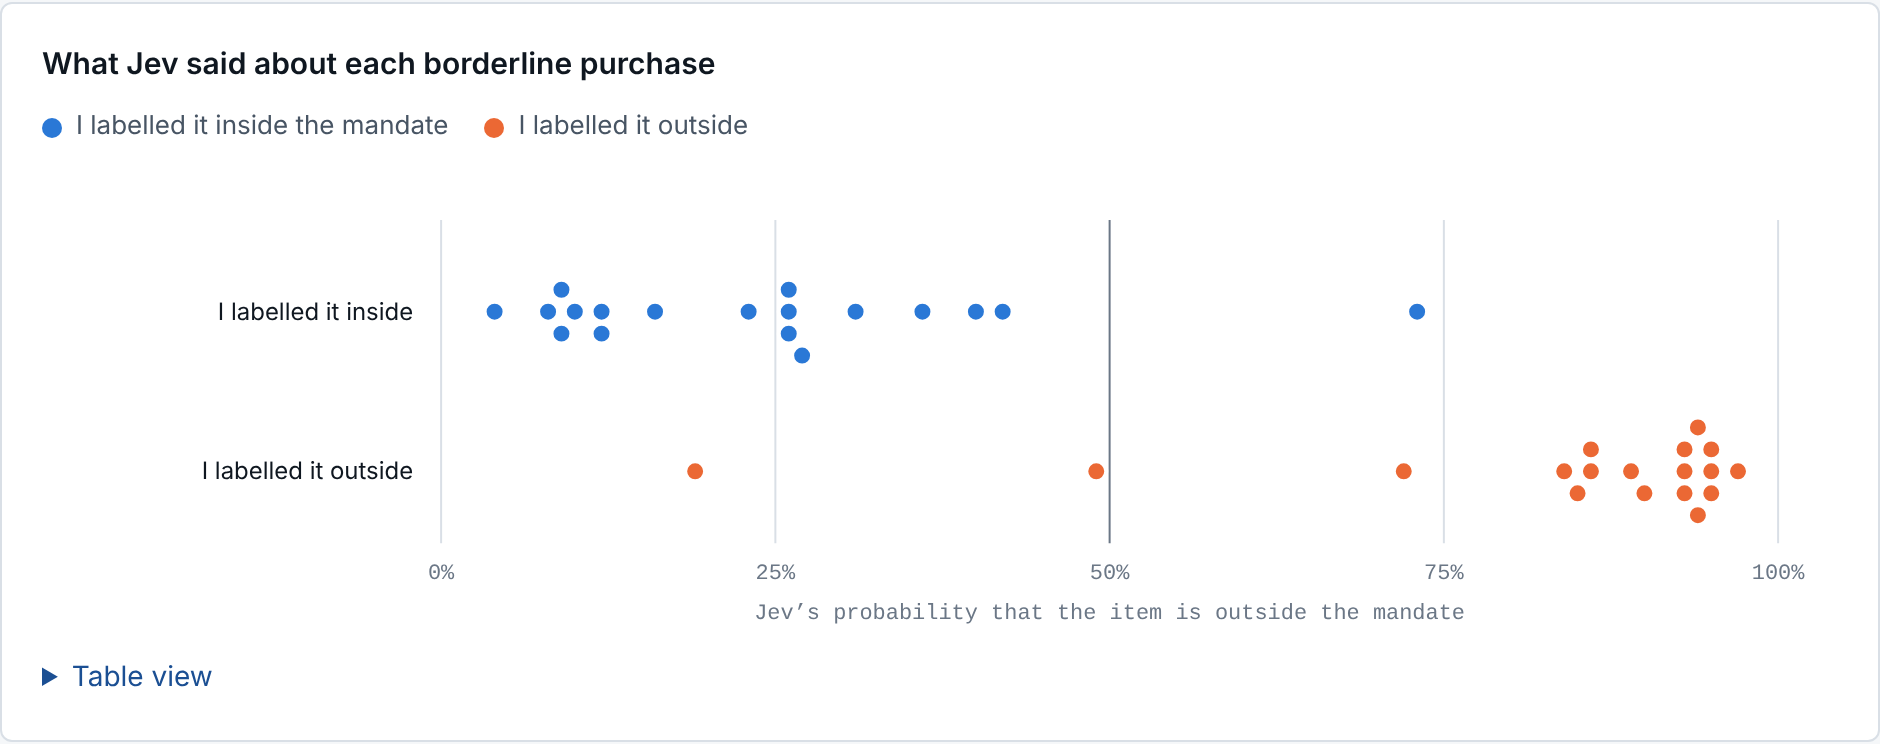 What Jev said about each borderline purchase
I labelled it inside the mandate I labelled it outside
I labelled it inside
I labelled it outside
0% 25% 50% 75% 100%
Jev’s probability that the item is outside the mandate
Table view